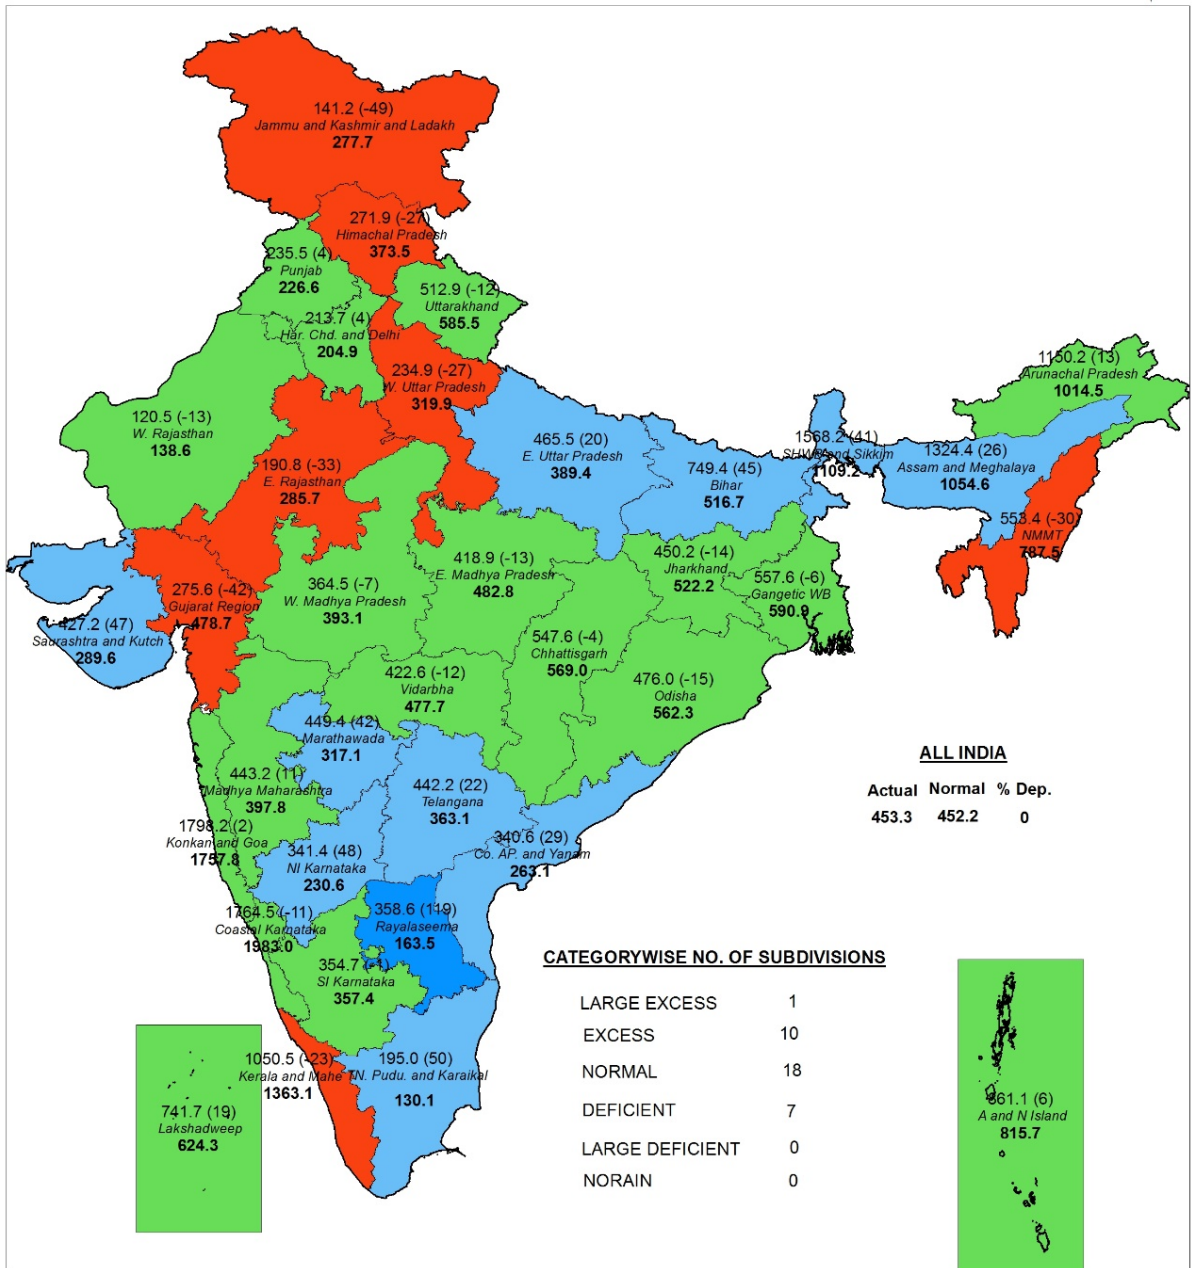 141.2 (-49)
Jammu and Kashmir and Ladakh
277.7
271.9 (-27)
Himachal Pradesh
373.5
235.5 (4)
Punjab
226.6
512.9 (-12)
Uttarakhand
585.5
213.7 (4)
Har. Chd. and Delhi
204.9
234.9 (-27)
W. Uttar Pradesh
319.9
1150.2 (13)
Arunachal Pradesh
1014.5
120.5 (-13)
W. Rajasthan
138.6
465.5 (20)
E. Uttar Pradesh
389.4
1568.2 (41)
SHWB and Sikkim
1109.2
1324.4 (26)
Assam and Meghalaya
1054.6
190.8 (-33)
E. Rajasthan
285.7
749.4 (45)
Bihar
516.7
553.4 (-30)
NMMT
787.5
418.9 (-13)
E. Madhya Pradesh
482.8
450.2 (-14)
Jharkhand
522.2
275.6 (-42)
Gujarat Region
478.7
364.5 (-7)
W. Madhya Pradesh
393.1
557.6 (-6)
Gangetic WB
590.9
427.2 (47)
Saurashtra and Kutch
289.6
547.6 (-4)
Chhattisgarh
569.0
422.6 (-12)
Vidarbha
477.7
476.0 (-15)
Odisha
562.3
449.4 (42)
Marathawada
317.1
443.2 (11)
Madhya Maharashtra
397.8
442.2 (22)
Telangana
363.1
ALL INDIA
Actual Normal % Dep.
453.3 452.2 0
1798.2 (2)
Konkan and Goa
1757.8
341.4 (48)
NI Karnataka
230.6
340.6 (29)
Co. AP. and Yanam
263.1
1764.5 (-11)
Coastal Karnataka
1983.0
358.6 (119)
Rayalaseema
163.5
354.7 (-1)
SI Karnataka
357.4
CATEGORYWISE NO. OF SUBDIVISIONS
LARGE EXCESS 1
EXCESS 10
NORMAL 18
DEFICIENT 7
LARGE DEFICIENT 0
NORAIN 0
1050.5 (-23)
Kerala and Mahe
1363.1
195.0 (50)
TN. Pudu. and Karaikal
130.1
741.7 (19)
Lakshadweep
624.3
861.1 (6)
A and N Island
815.7